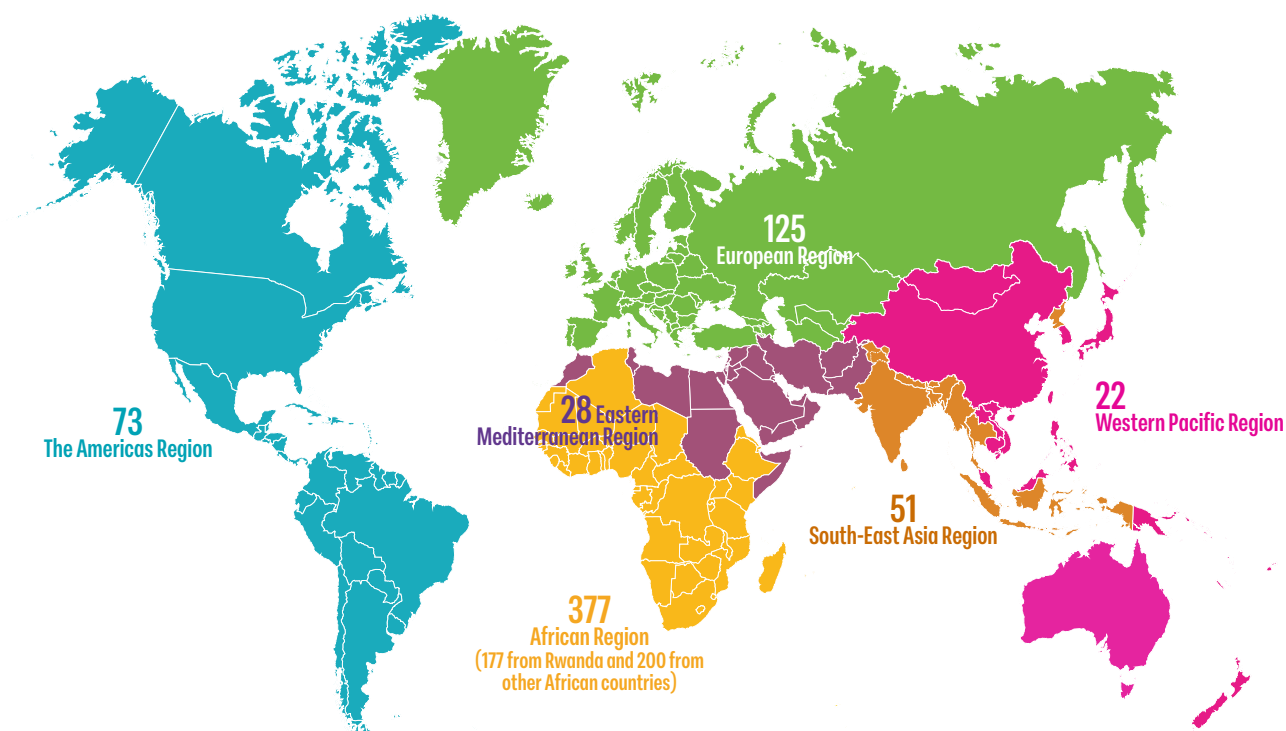 125
European Region
73
The Americas Region
28 Eastern
Mediterranean Region
22
Western Pacific Region
51
South-East Asia Region
377
African Region
(177 from Rwanda and 200 from
other African countries)